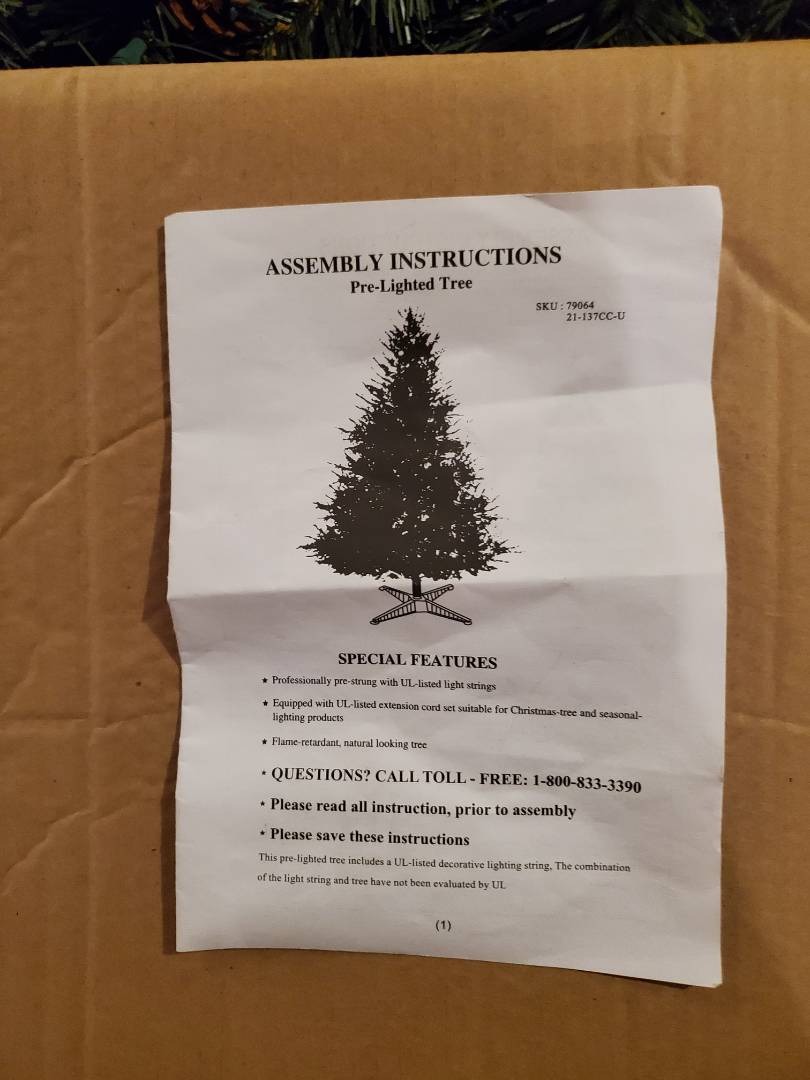 ASSEMBLY INSTRUCTIONS
Pre-Lighted Tree
SKU : 79064
21-137CC-U
SPECIAL FEATURES
★ Professionally pre-strung with UL-listed light strings
★ Equipped with UL-listed extension cord set suitable for Christmas-tree and seasonal-
lighting products
★ Flame-retardant, natural looking tree
★ QUESTIONS? CALL TOLL - FREE: 1-800-833-3390
★ Please read all instruction, prior to assembly
★ Please save these instructions
This pre-lighted tree includes a UL-listed decorative lighting string, The combination
of the light string and tree have not been evaluated by UL
(1)